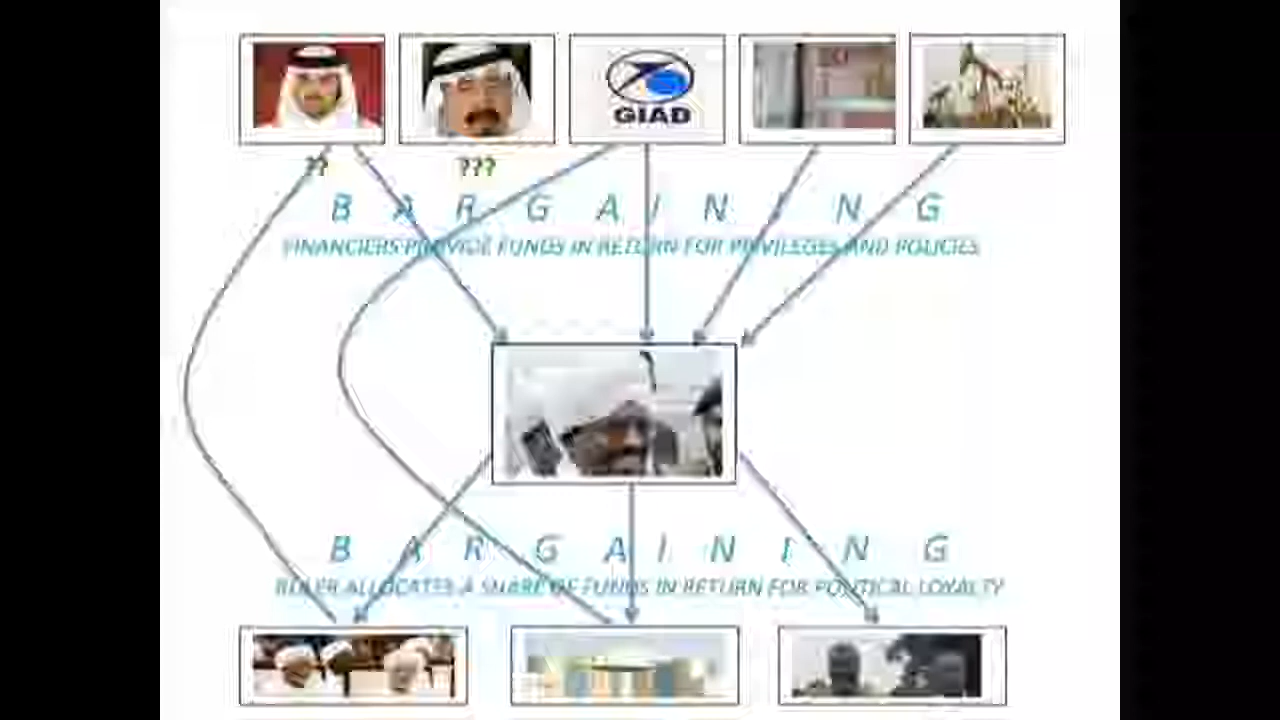 GIAD
?? ???
B A R G A I N I N G
FINANCIERS PROVIDE FUNDS IN RETURN FOR PRIVILEGES AND POLICIES
B A R G A I N I N G
RULER ALLOCATES A SHARE OF FUNDS IN RETURN FOR POLITICAL LOYALTY